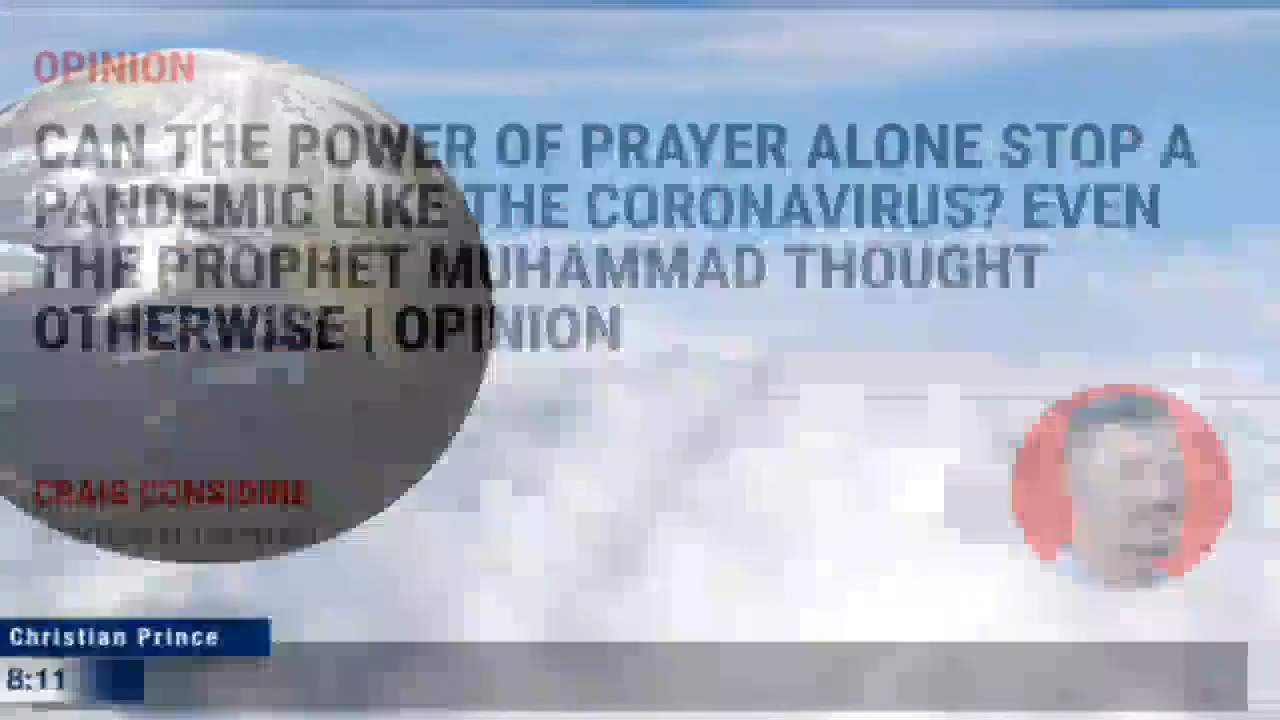 OPINION
CAN THE POWER OF PRAYER ALONE STOP A
PANDEMIC LIKE THE CORONAVIRUS? EVEN
THE PROPHET MUHAMMAD THOUGHT
OTHERWISE | OPINION
CRAIG CONSIDINE
Christian Prince
8:11